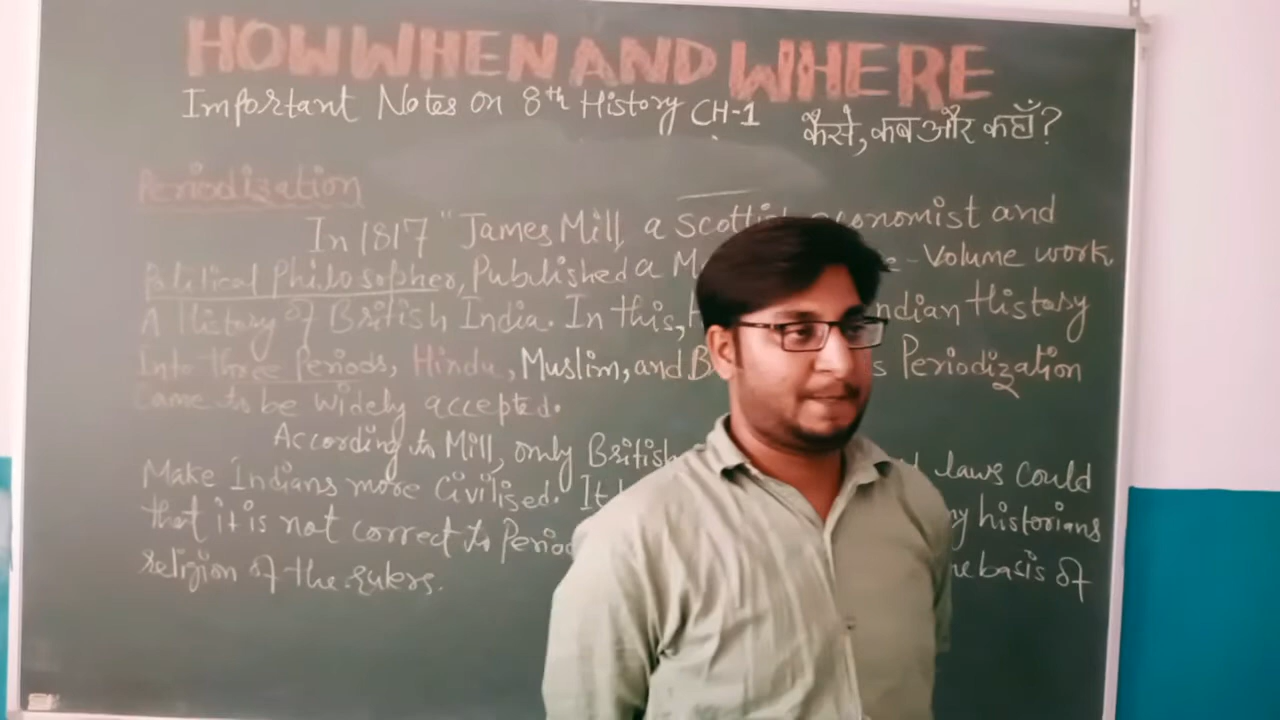 HOW WHEN AND WHERE
Important Notes on 8th History CH-1 कैसे, कब और कहाँ?
Periodization
In 1817 "James Mill, a Scottish economist and
Political Philosopher, Published a Volume work,
A History of British India. In this, Indian History
Into three Periods, Hindu, Muslim, and Periodization
Came to be widely accepted.
According to Mill, only British laws could
Make Indians more Civilised. It historians
that it is not correct to
religion of the rulers. basis of